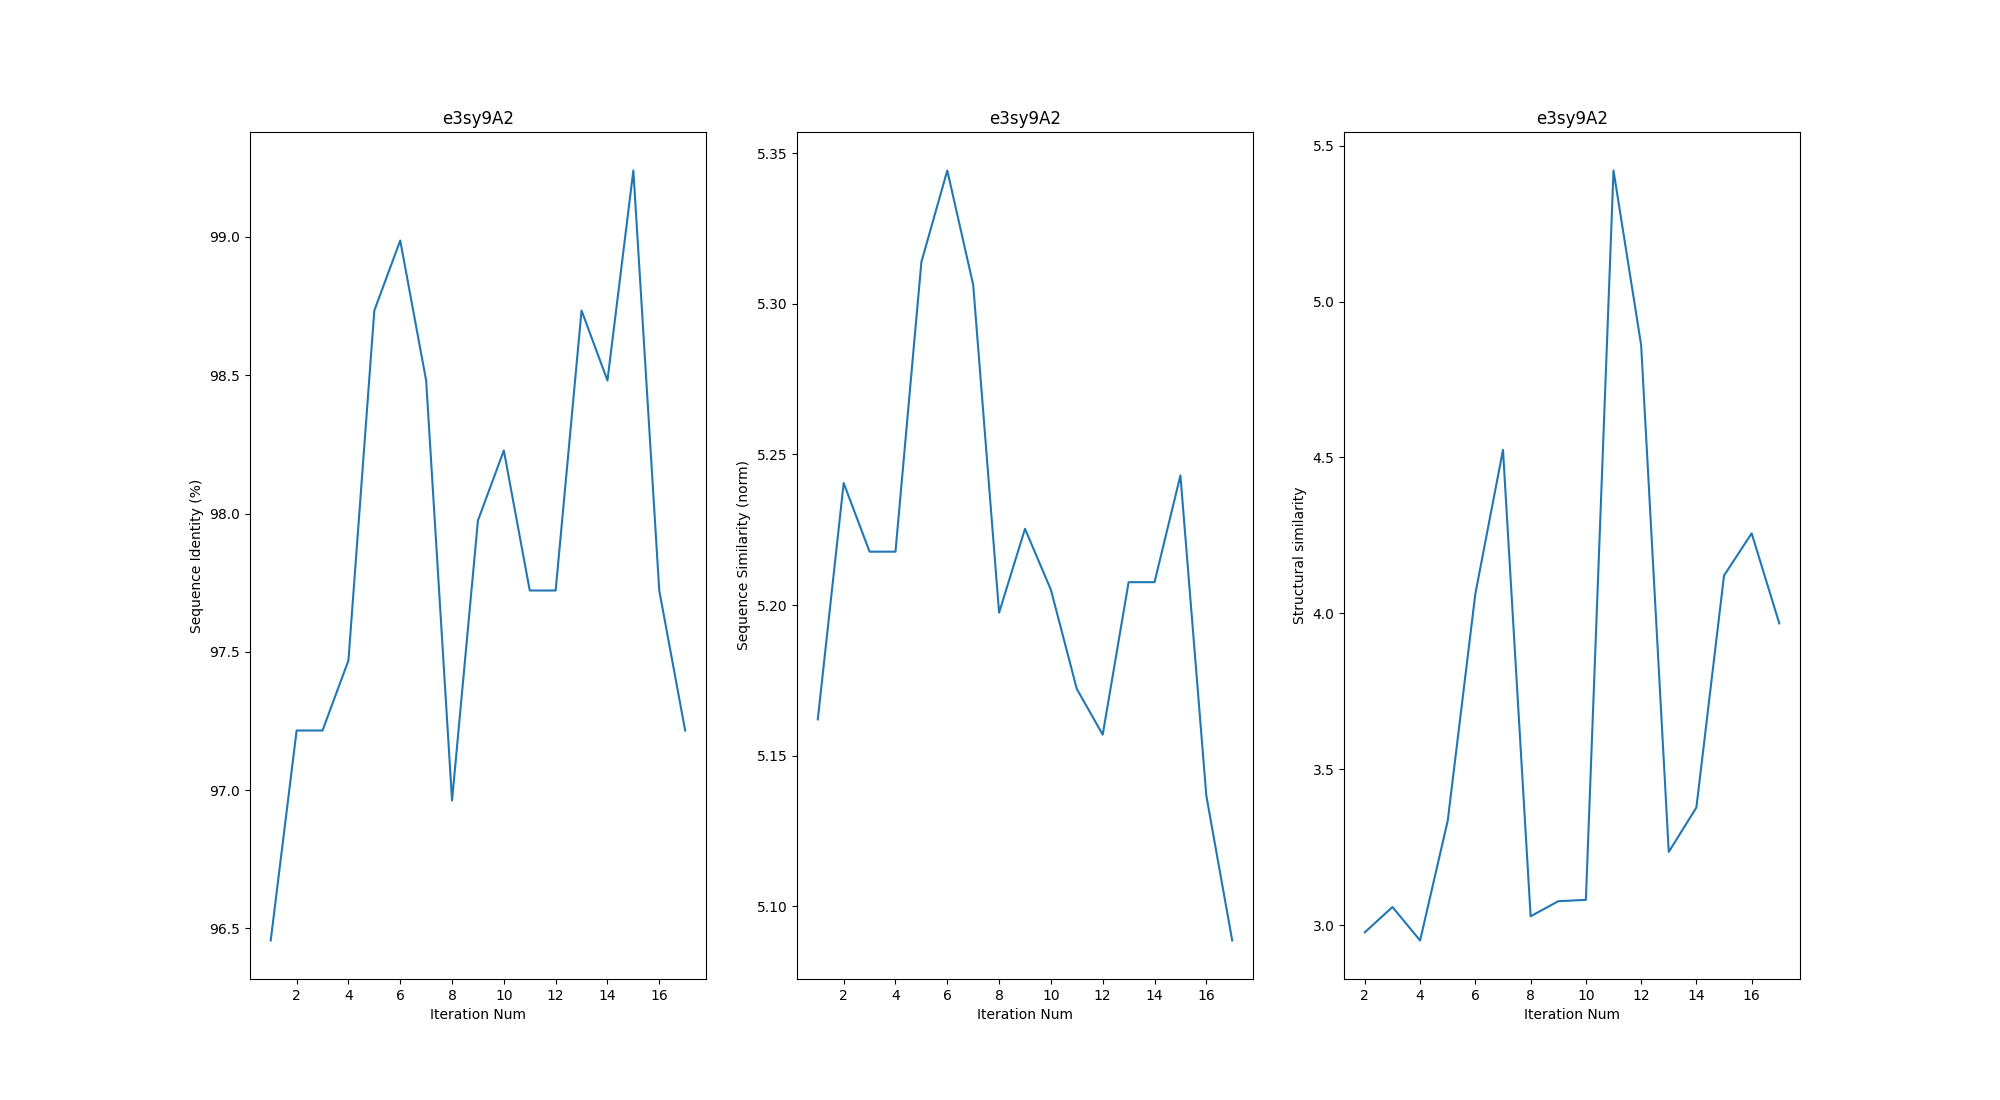 e3sy9A2
Sequence Identity (%)
99.0
98.5
98.0
97.5
97.0
96.5
2 4 6 8 10 12 14 16
Iteration Num
e3sy9A2
Sequence Similarity (norm)
5.35
5.30
5.25
5.20
5.15
5.10
2 4 6 8 10 12 14 16
Iteration Num
e3sy9A2
Structural similarity
5.5
5.0
4.5
4.0
3.5
3.0
2 4 6 8 10 12 14 16
Iteration Num